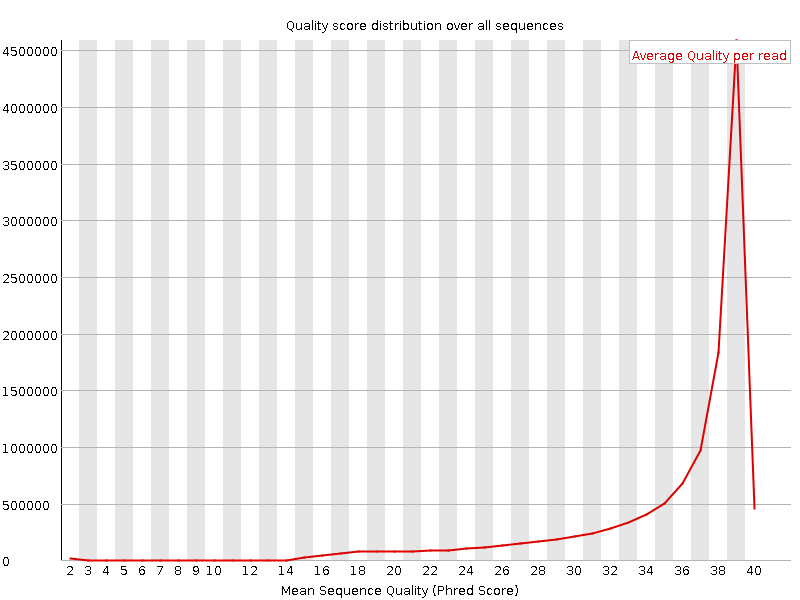 Quality score distribution over all sequences
Average Quality per read
4500000
4000000
3500000
3000000
2500000
2000000
1500000
1000000
500000
0
2 3 4 5 6 7 8 9 10 12 14 16 18 20 22 24 26 28 30 32 34 36 38 40
Mean Sequence Quality (Phred Score)